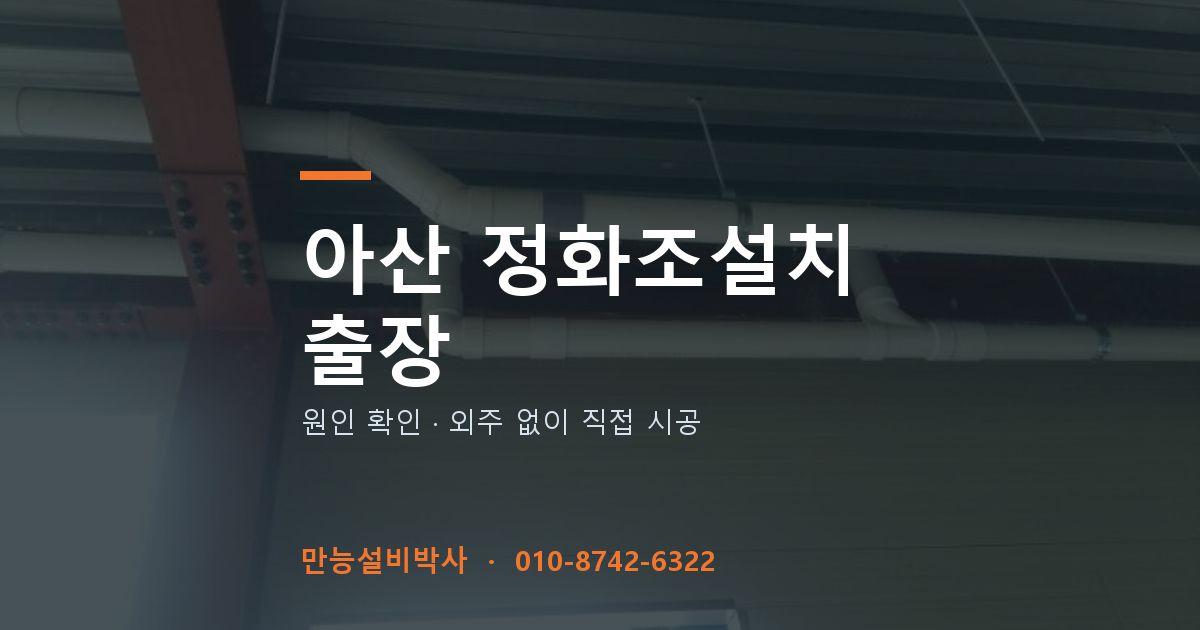 아산 정화조설치
출장
원인 확인 · 외주 없이 직접 시공
만능설비박사 · 010-8742-6322